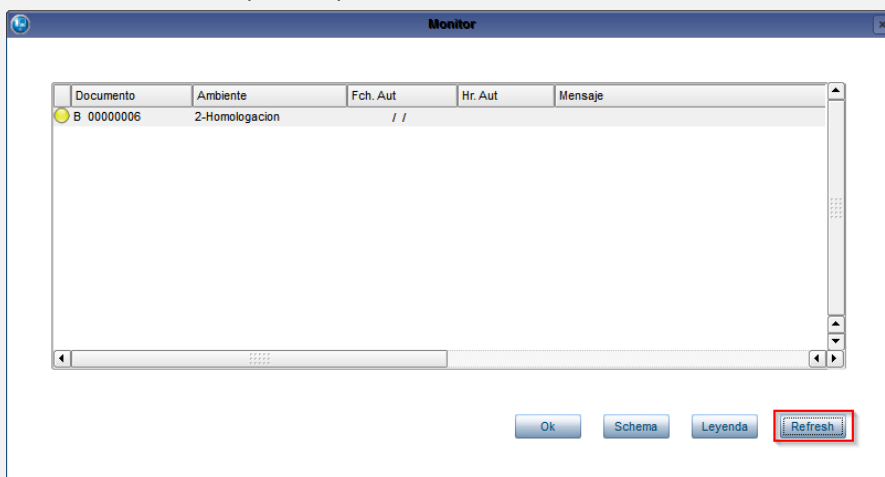 Monitor
Documento Ambiente Fch. Aut Hr. Aut Mensaje
B 00000006 2-Homologacion / /
Ok Schema Leyenda Refresh